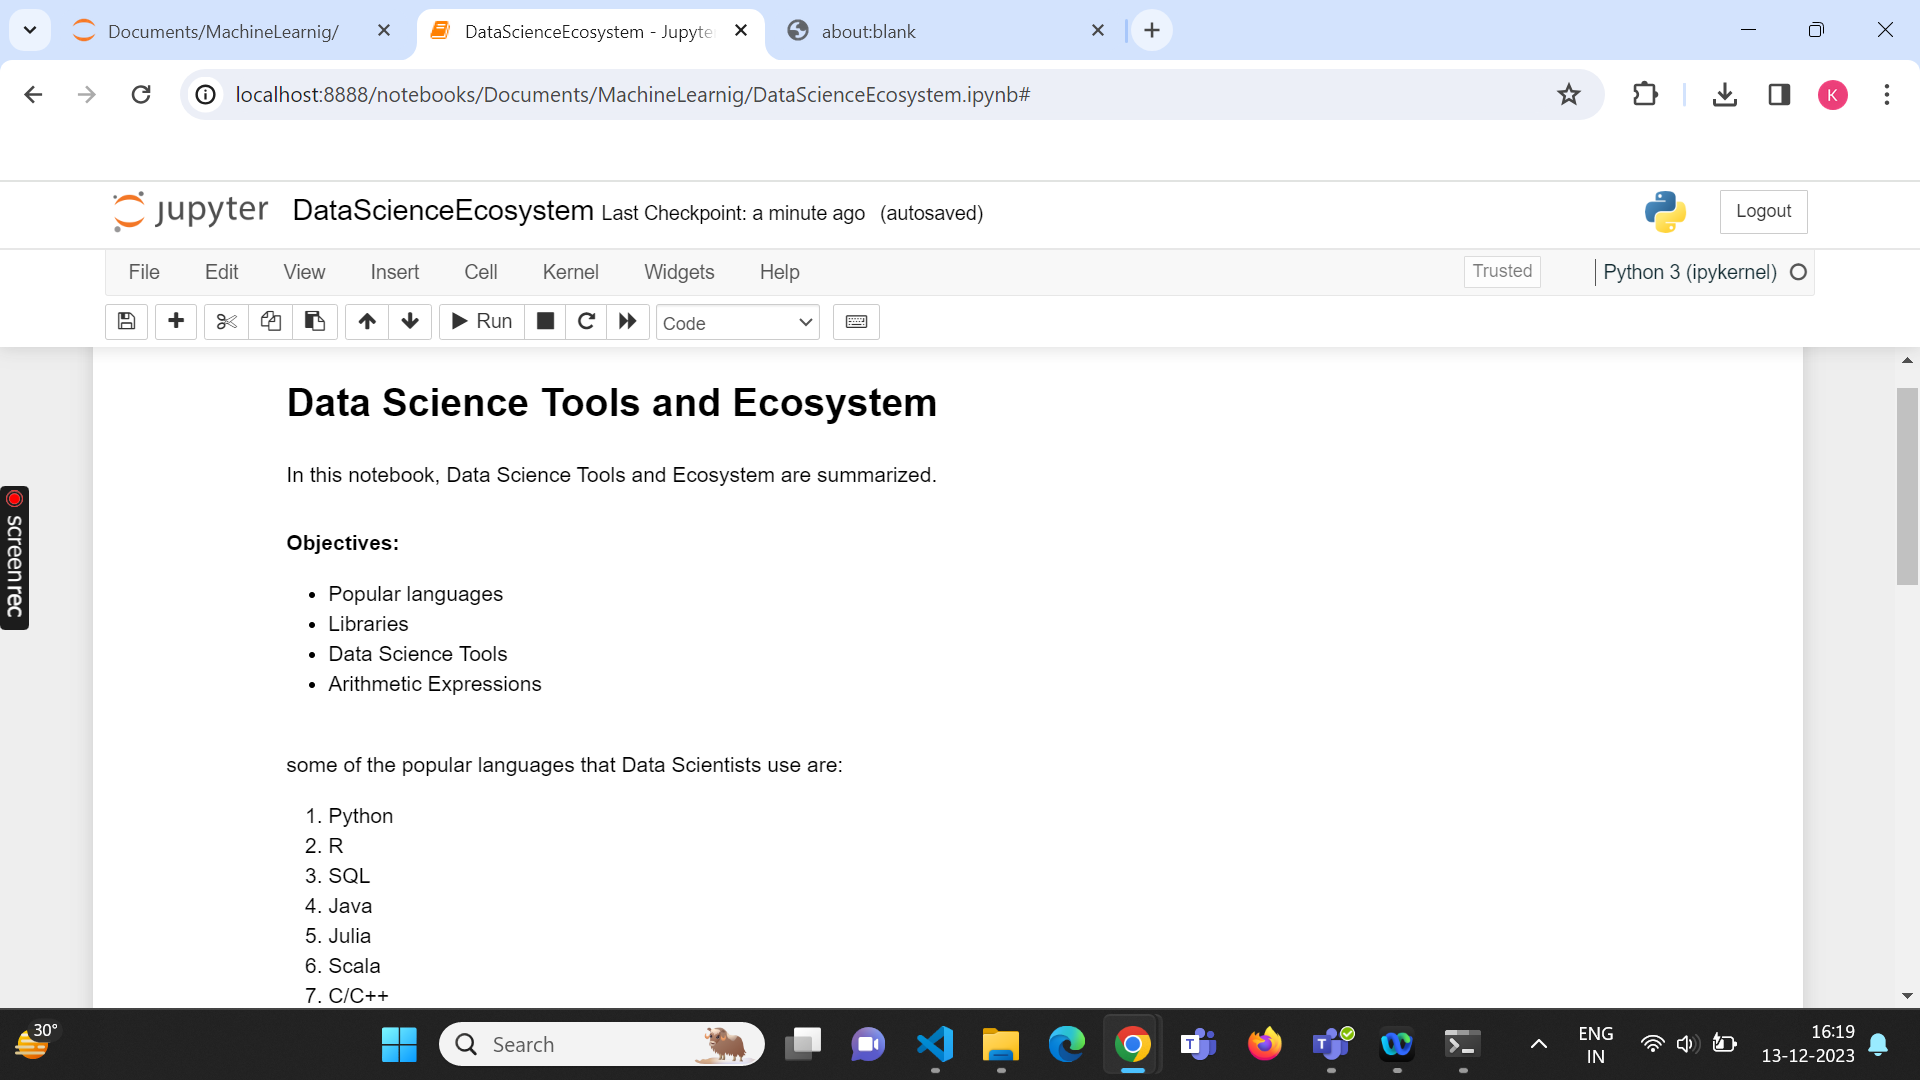 Documents/MachineLearnig/
DataScienceEcosystem - Jupyte
about:blank
localhost:8888/notebooks/Documents/MachineLearnig/DataScienceEcosystem.ipynb#
K
jupyter DataScienceEcosystem Last Checkpoint: a minute ago (autosaved)
Logout
File Edit View Insert Cell Kernel Widgets Help
Trusted
Python 3 (ipykernel)
Run
Code
Data Science Tools and Ecosystem
In this notebook, Data Science Tools and Ecosystem are summarized.
Objectives:
• Popular languages
• Libraries
• Data Science Tools
• Arithmetic Expressions
some of the popular languages that Data Scientists use are:
1. Python
2. R
3. SQL
4. Java
5. Julia
6. Scala
7. C/C++
screenrec
30°
Search
ENG
IN
16:19
13-12-2023